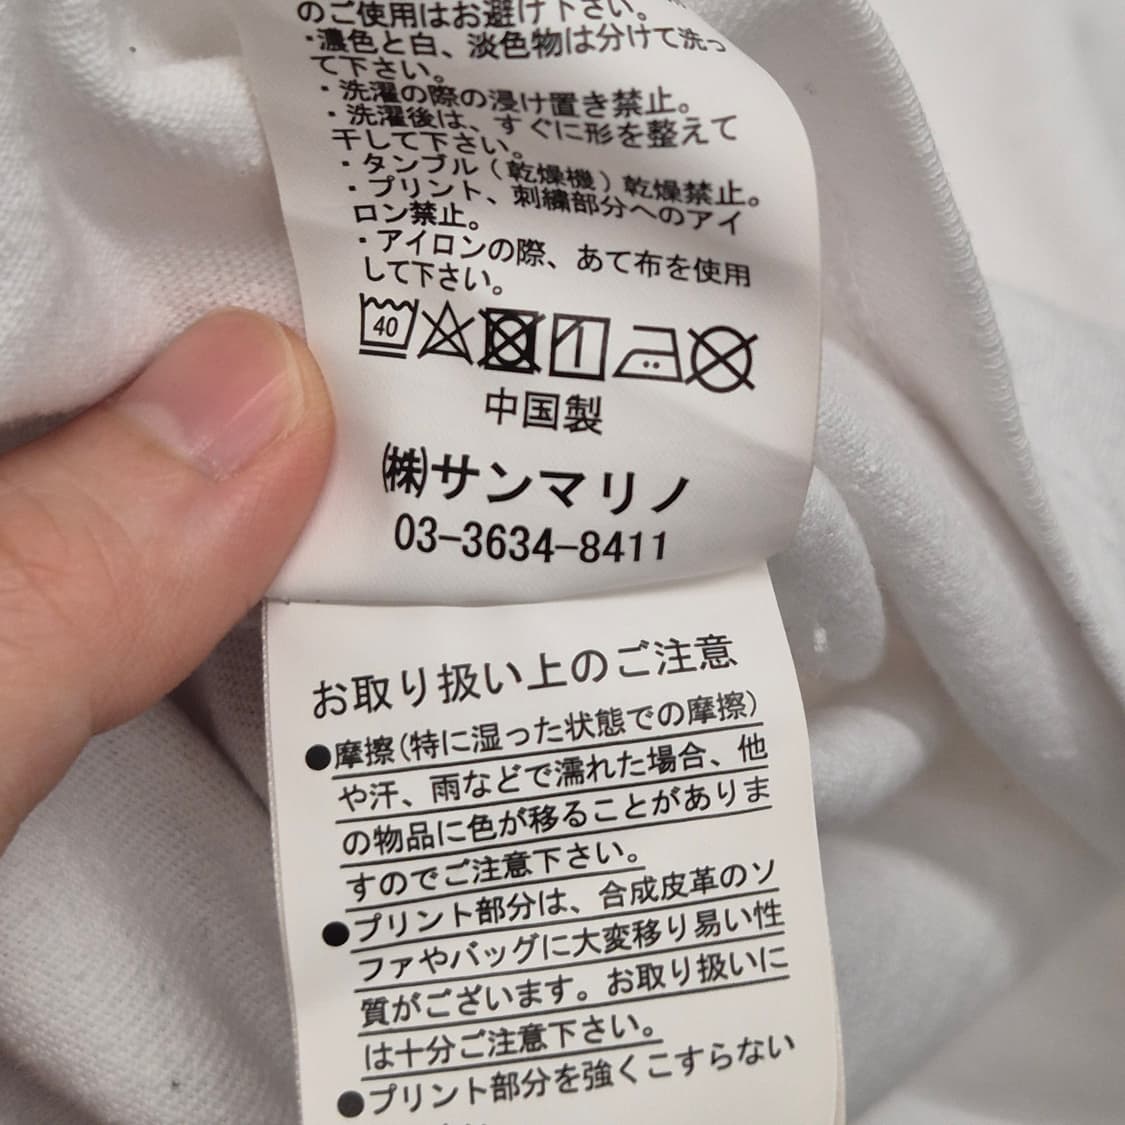 のご使用はお避け下さい。
・濃色と白、淡色物は分けて洗っ
て下さい。
・洗濯の際の浸け置き禁止。
・洗濯後は、すぐに形を整えて
干して下さい。
・タンブル（乾燥機）乾燥禁止。
・プリント、刺繍部分へのアイ
ロン禁止。
・アイロンの際、あて布を使用
して下さい。
40
中国製
㈱サンマリノ
03-3634-8411
お取り扱い上のご注意
●摩擦(特に湿った状態での摩擦)
や汗、雨などで濡れた場合、他
の物品に色が移ることがありま
すのでご注意下さい。
●プリント部分は、合成皮革のソ
ファやバッグに大変移り易い性
質がございます。お取り扱いに
は十分ご注意下さい。
●プリント部分を強くこすらない